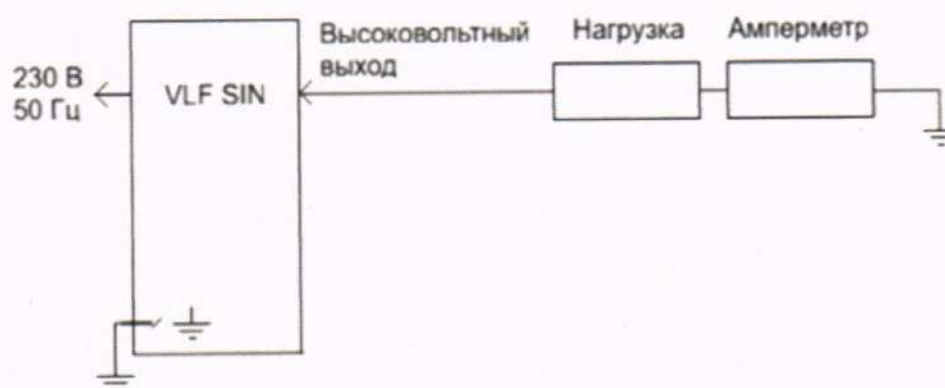 230 В
50 Гц
VLF SIN
Высоковольтный
выход
Нагрузка
Амперметр